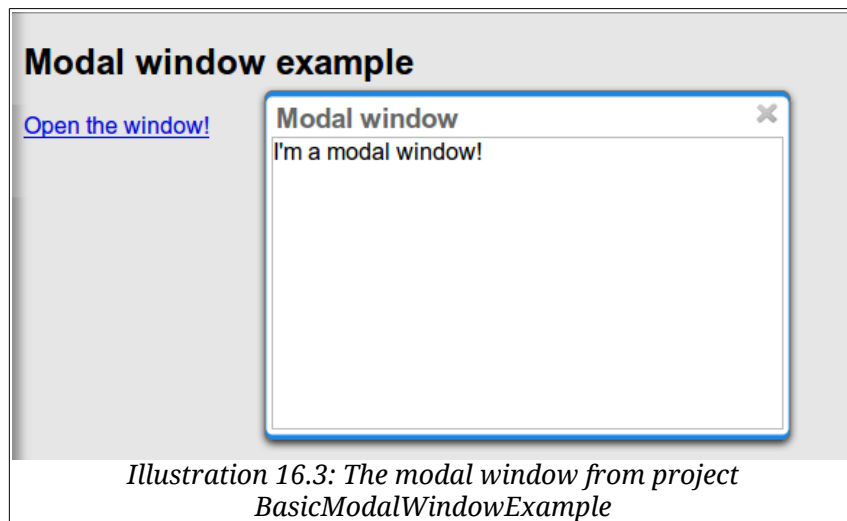 Modal window example
Open the window!
Modal window
I'm a modal window!
Illustration 16.3: The modal window from project
BasicModalWindowExample